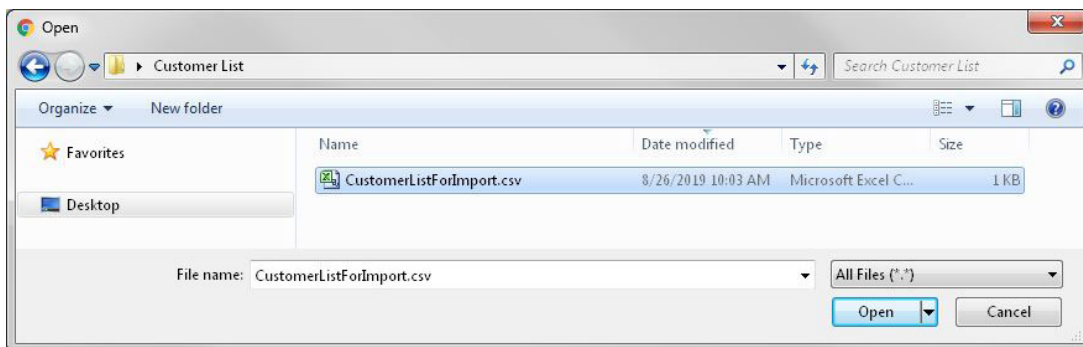 Open
Customer List
Search Customer List
Organize
New folder
Favorites
Desktop
Name Date modified Type Size
CustomerListForImport.csv 8/26/2019 10:03 AM Microsoft Excel C... 1 KB
File name: CustomerListForImport.csv All Files (*.*)
Open Cancel